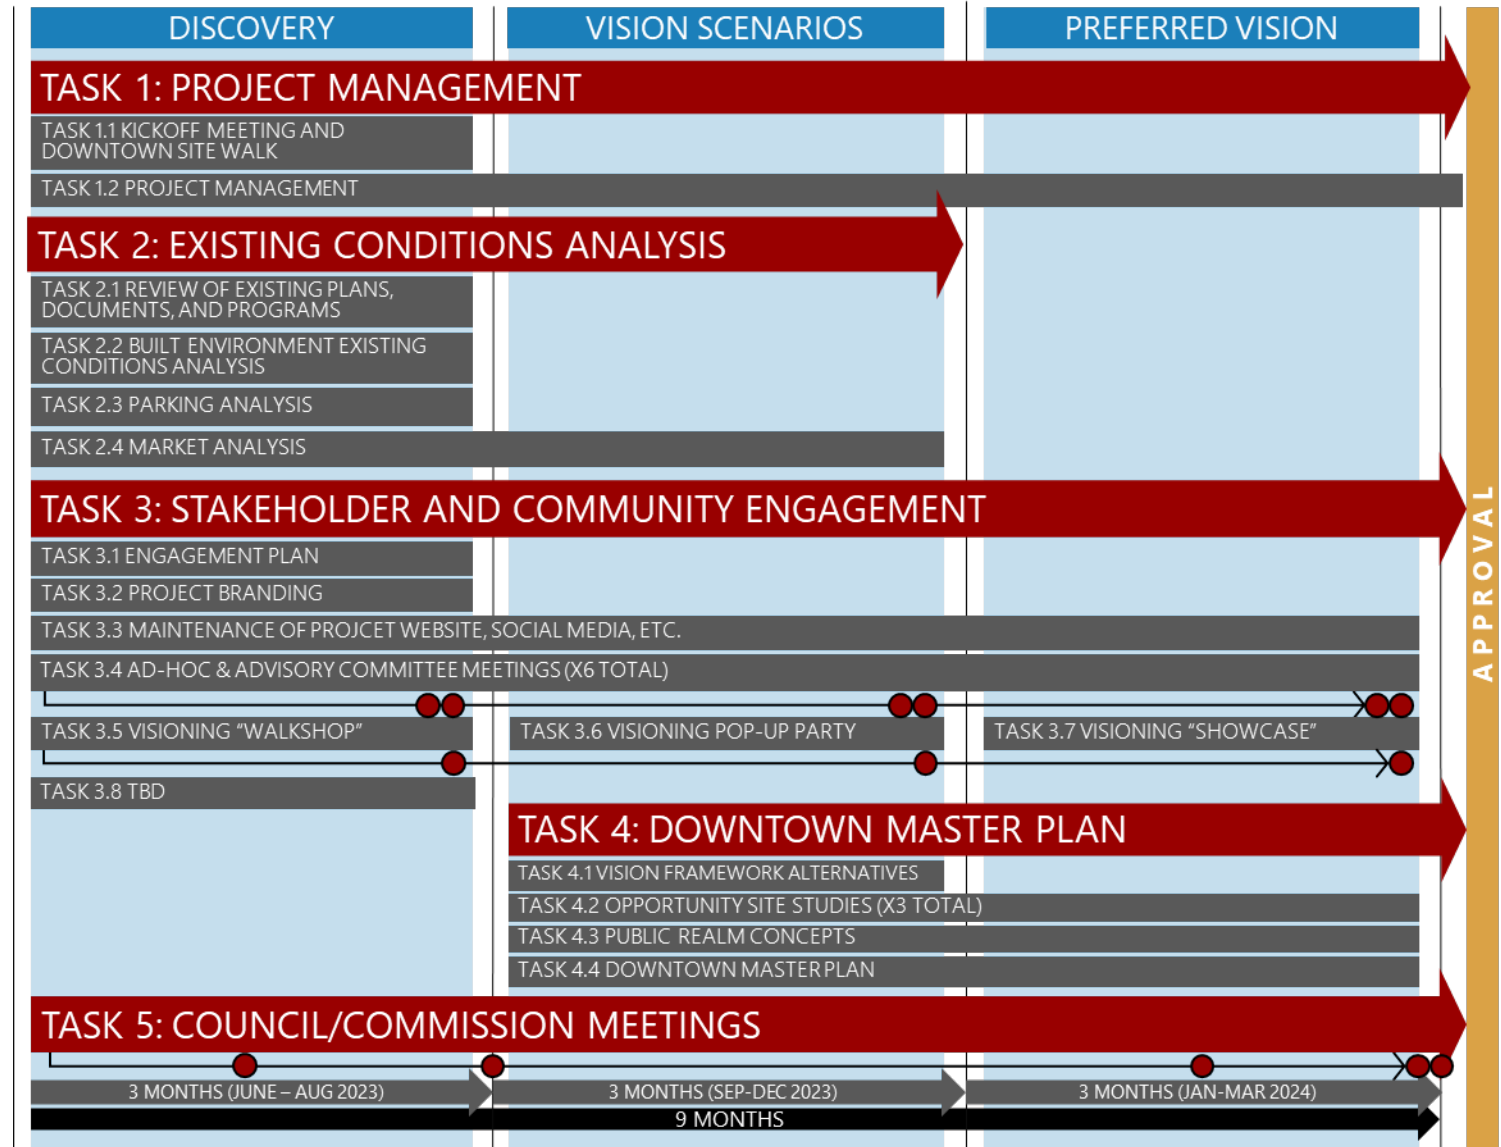 DISCOVERY
VISION SCENARIOS
PREFERRED VISION
TASK 1: PROJECT MANAGEMENT
TASK 1.1 KICKOFF MEETING AND
DOWNTOWN SITE WALK
TASK 1.2 PROJECT MANAGEMENT
TASK 2: EXISTING CONDITIONS ANALYSIS
TASK 2.1 REVIEW OF EXISTING PLANS,
DOCUMENTS, AND PROGRAMS
TASK 2.2 BUILT ENVIRONMENT EXISTING
CONDITIONS ANALYSIS
TASK 2.3 PARKING ANALYSIS
TASK 2.4 MARKET ANALYSIS
TASK 3: STAKEHOLDER AND COMMUNITY ENGAGEMENT
TASK 3.1 ENGAGEMENT PLAN
TASK 3.2 PROJECT BRANDING
TASK 3.3 MAINTENANCE OF PROJCET WEBSITE, SOCIAL MEDIA, ETC.
TASK 3.4 AD-HOC & ADVISORY COMMITTEE MEETINGS (X6 TOTAL)
TASK 3.5 VISIONING “WALKSHOP”
TASK 3.6 VISIONING POP-UP PARTY
TASK 3.7 VISIONING “SHOWCASE”
TASK 3.8 TBD
TASK 4: DOWNTOWN MASTER PLAN
TASK 4.1 VISION FRAMEWORK ALTERNATIVES
TASK 4.2 OPPORTUNITY SITE STUDIES (X3 TOTAL)
TASK 4.3 PUBLIC REALM CONCEPTS
TASK 4.4 DOWNTOWN MASTER PLAN
TASK 5: COUNCIL/COMMISSION MEETINGS
3 MONTHS (JUNE – AUG 2023)
3 MONTHS (SEP-DEC 2023)
3 MONTHS (JAN-MAR 2024)
9 MONTHS
APPROVAL